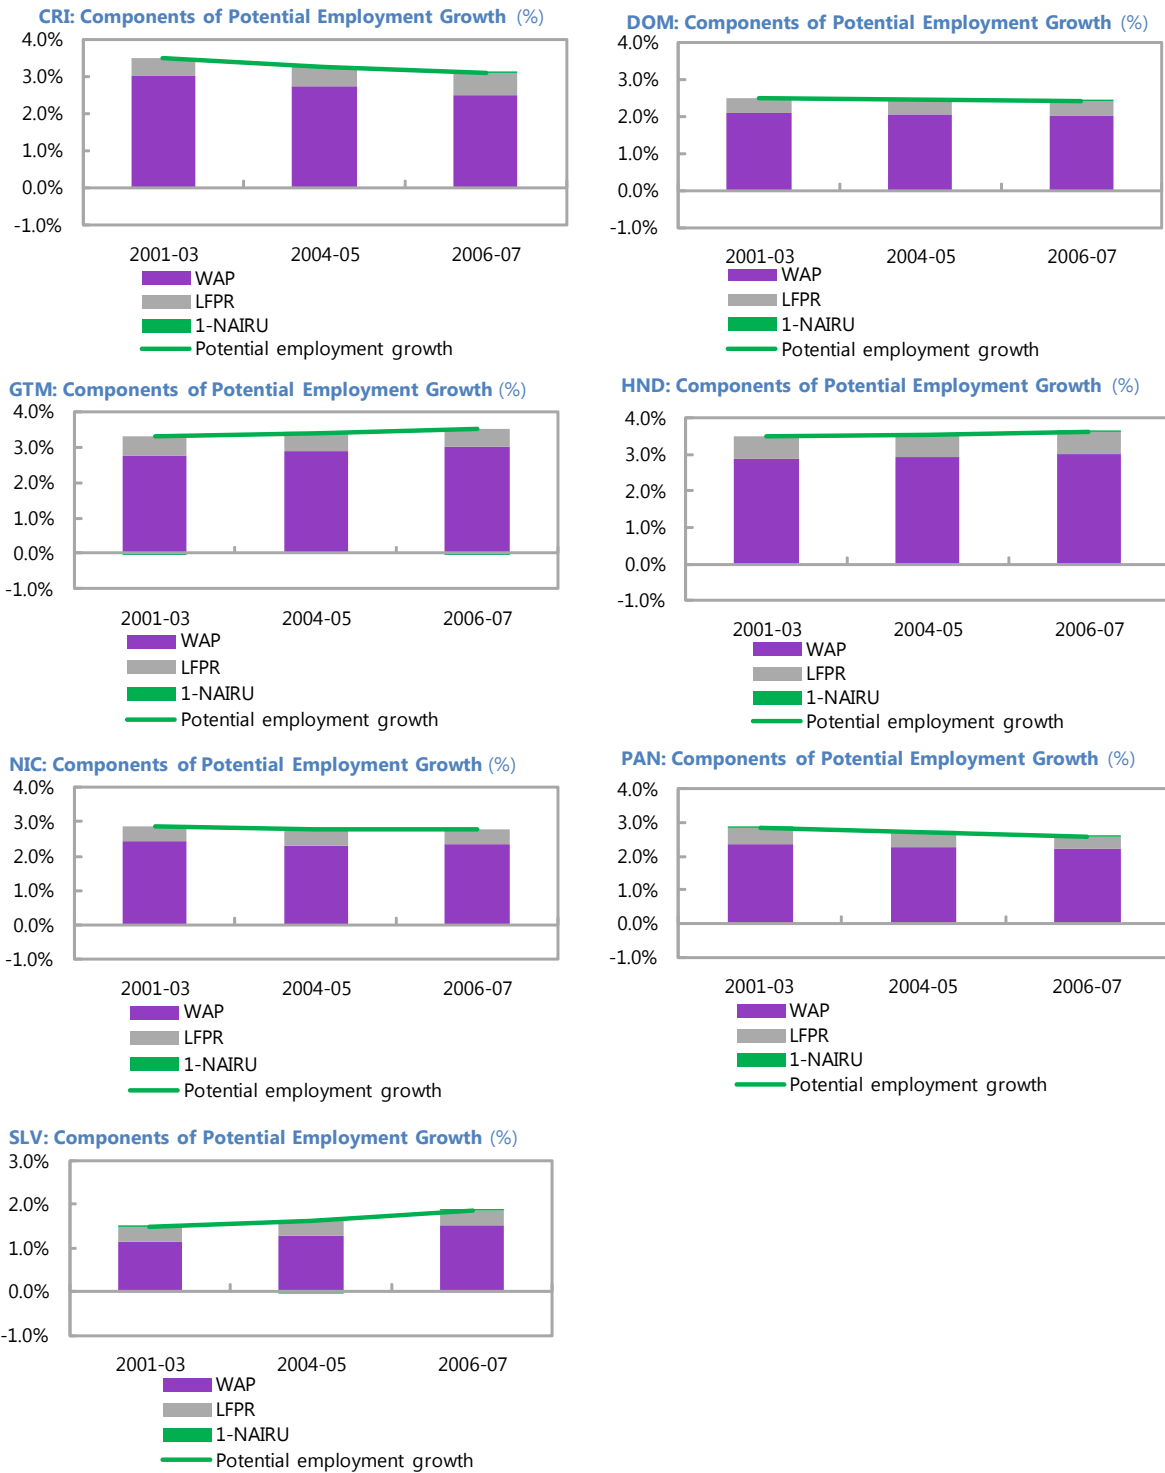 CRI: Components of Potential Employment Growth (%)
4.0%
3.0%
2.0%
1.0%
0.0%
-1.0%
2001-03 2004-05 2006-07
WAP
LFPR
1-NAIRU
Potential employment growth
DOM: Components of Potential Employment Growth (%)
4.0%
3.0%
2.0%
1.0%
0.0%
-1.0%
2001-03 2004-05 2006-07
WAP
LFPR
1-NAIRU
Potential employment growth
GTM: Components of Potential Employment Growth (%)
4.0%
3.0%
2.0%
1.0%
0.0%
-1.0%
2001-03 2004-05 2006-07
WAP
LFPR
1-NAIRU
Potential employment growth
HND: Components of Potential Employment Growth (%)
4.0%
3.0%
2.0%
1.0%
0.0%
-1.0%
2001-03 2004-05 2006-07
WAP
LFPR
1-NAIRU
Potential employment growth
NIC: Components of Potential Employment Growth (%)
4.0%
3.0%
2.0%
1.0%
0.0%
-1.0%
2001-03 2004-05 2006-07
WAP
LFPR
1-NAIRU
Potential employment growth
PAN: Components of Potential Employment Growth (%)
4.0%
3.0%
2.0%
1.0%
0.0%
-1.0%
2001-03 2004-05 2006-07
WAP
LFPR
1-NAIRU
Potential employment growth
SLV: Components of Potential Employment Growth (%)
3.0%
2.0%
1.0%
0.0%
-1.0%
2001-03 2004-05 2006-07
WAP
LFPR
1-NAIRU
Potential employment growth